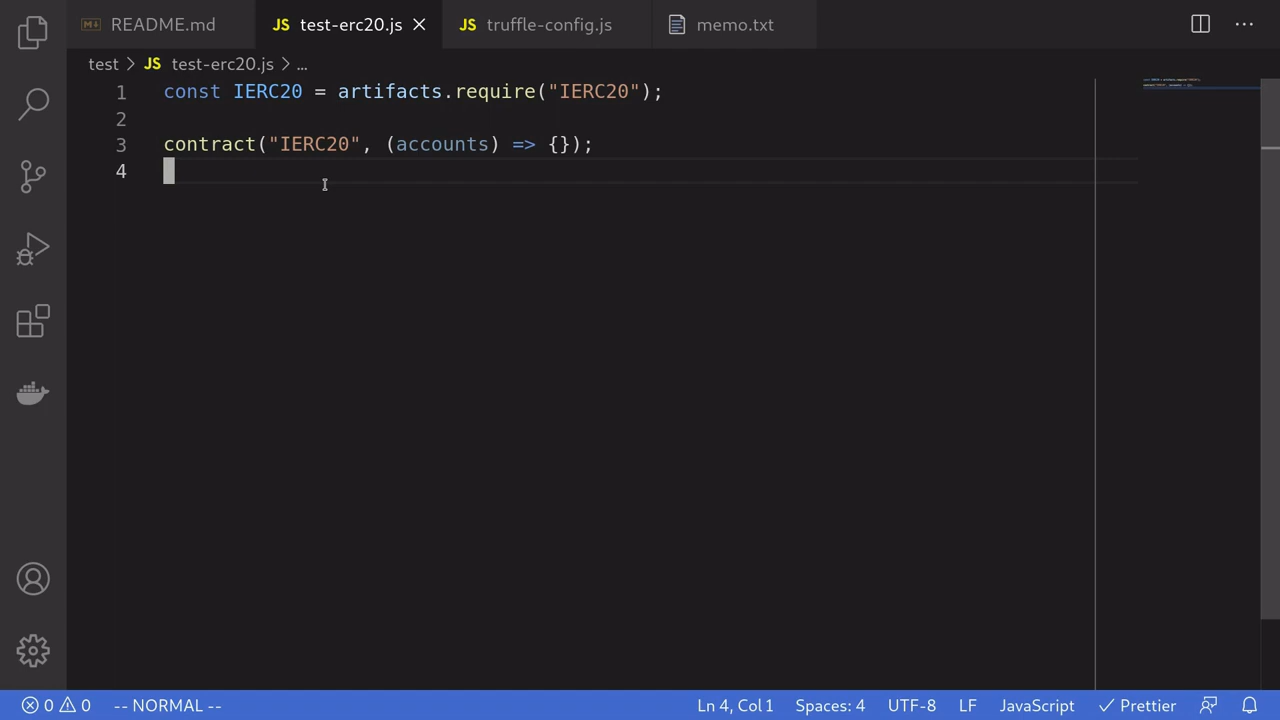 README.md
JS test-erc20.js
JS truffle-config.js
memo.txt
test > JS test-erc20.js > ...
1 const IERC20 = artifacts.require("IERC20");
2
3 contract("IERC20", (accounts) => {});
4
0 0 -- NORMAL --
Ln 4, Col 1 Spaces: 4 UTF-8 LF JavaScript Prettier